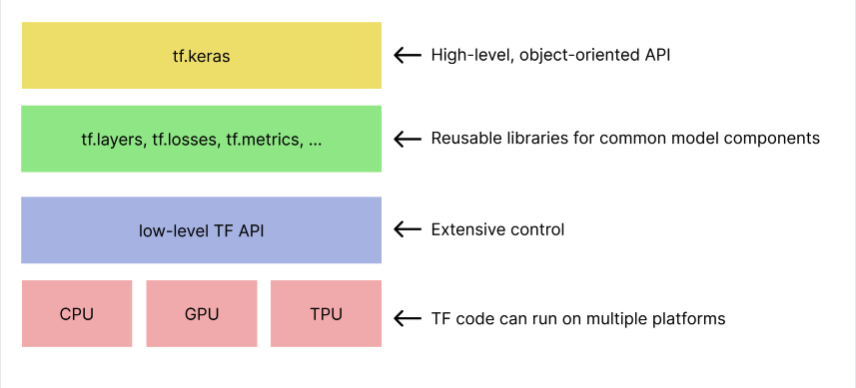 tf.keras
High-level, object-oriented API
tf.layers, tf.losses, tf.metrics, ...
Reusable libraries for common model components
low-level TF API
Extensive control
CPU
GPU
TPU
TF code can run on multiple platforms